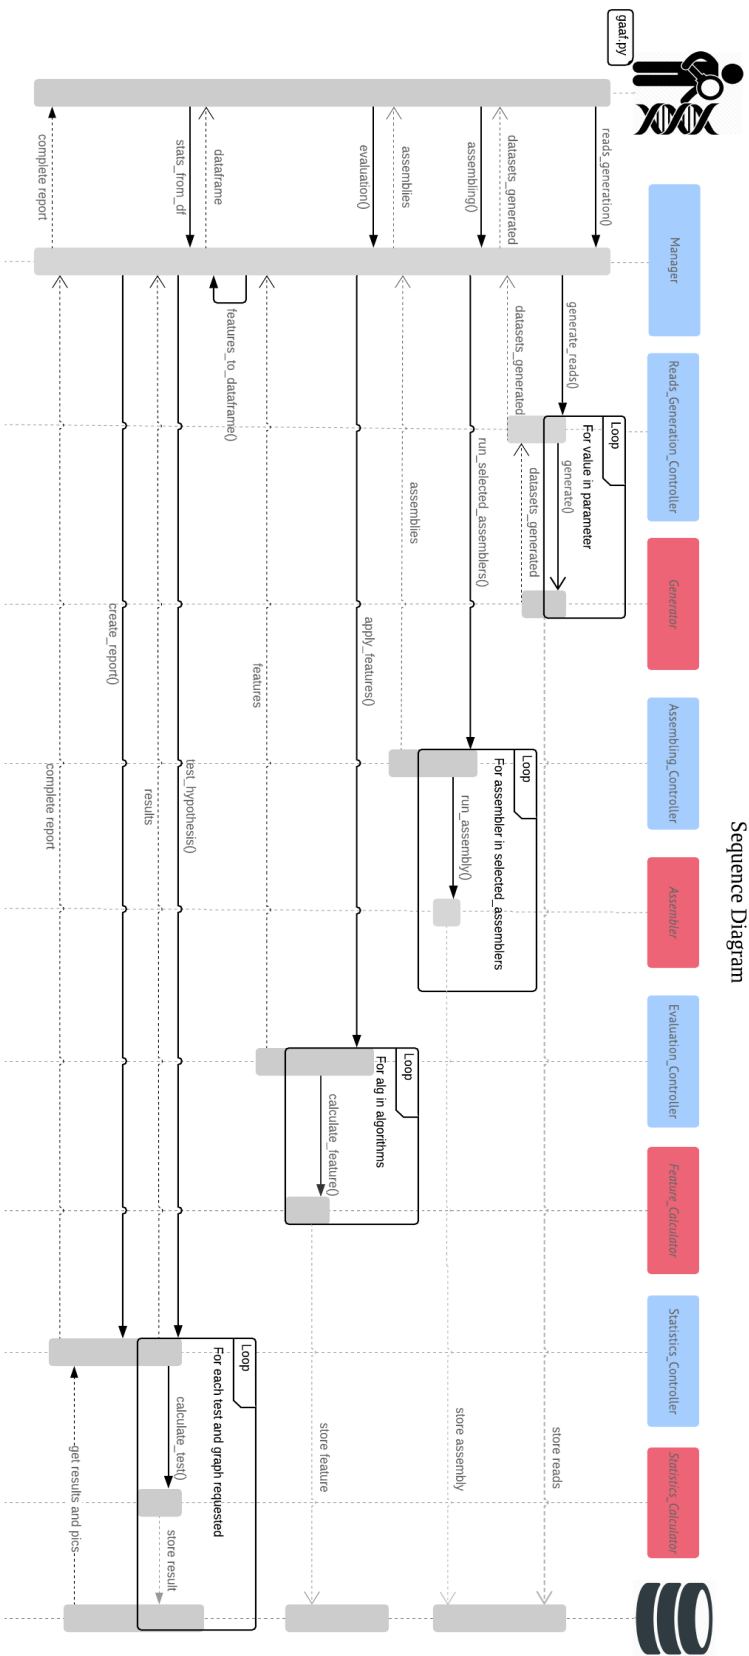 Sequence Diagram
gaaf.py
Manager
Reads_Generation_Controller
Generator
Assembling_Controller
Assembler
Evaluation_Controller
Feature_Calculator
Statistics_Controller
Statistics_Calculator
reads_generation()
generate_reads()
Loop
For value in parameter
generate()
store reads
datasets_generated
datasets_generated
datasets_generated
assembling()
run_selected_assemblers()
Loop
For assembler in selected_assemblers
run_assembly()
store assembly
assemblies
assemblies
evaluation()
apply_features()
Loop
For alg in algorithms
calculate_feature()
store feature
features
features_to_dataframe()
dataframe
stats_from_df
test_hypothesis()
Loop
For each test and graph requested
calculate_test()
store result
results
create_report()
get results and pics
complete report
complete report